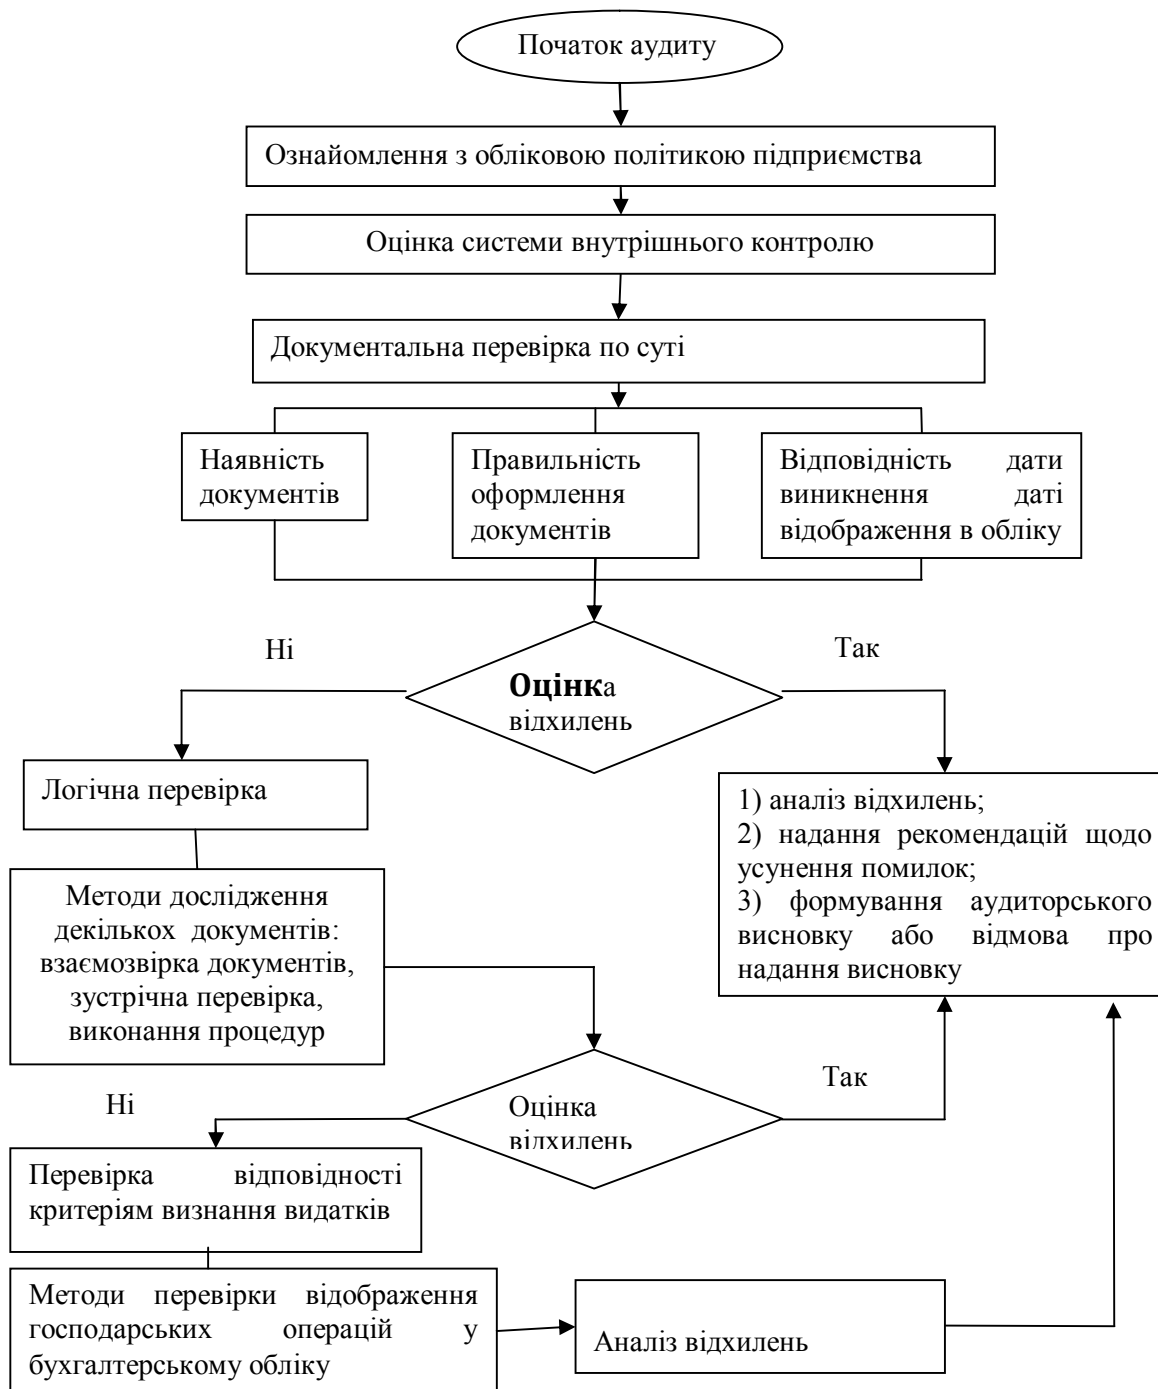 Початок аудиту
Ознайомлення з обліковою політикою підприємства
Оцінка системи внутрішнього контролю
Документальна перевірка по суті
Наявність
документів
Правильність
оформлення
документів
Відповідність дати
виникнення даті
відображення в обліку
Ні
Так
Оцінка
відхилень
Логічна перевірка
1) аналіз відхилень;
2) надання рекомендацій щодо
усунення помилок;
3) формування аудиторського
висновку або відмова про
надання висновку
Методи дослідження
декількох документів:
взаємозвірка документів,
зустрічна перевірка,
виконання процедур
Ні
Так
Оцінка
відхилень
Перевірка відповідності
критеріям визнання видатків
Методи перевірки відображення
господарських операцій у
бухгалтерському обліку
Аналіз відхилень